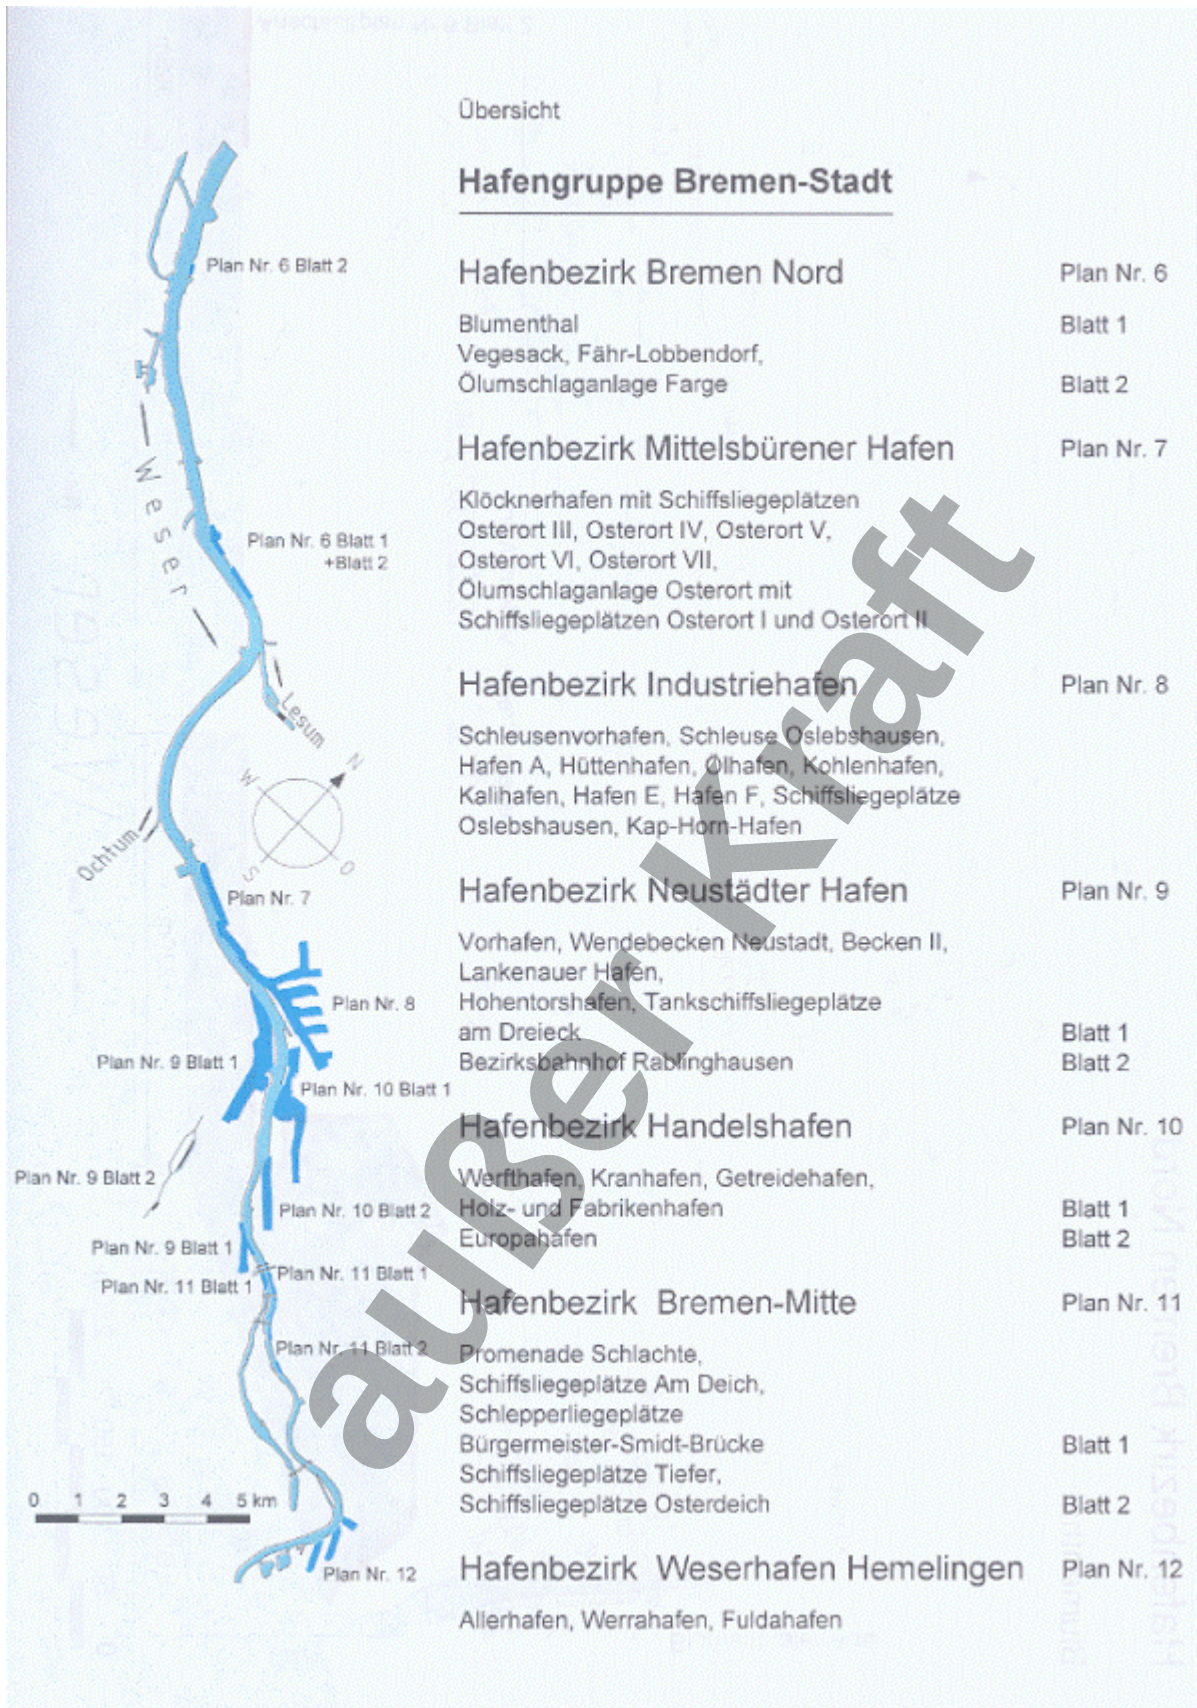 Übersicht
Hafengruppe Bremen-Stadt
Hafenbezirk Bremen Nord Plan Nr. 6
Blumenthal Blatt 1
Vegesack, Fähr-Lobbendorf,
Ölumschlaganlage Farge Blatt 2
Hafenbezirk Mittelsbürener Hafen Plan Nr. 7
Klöcknerhafen mit Schiffsliegeplätzen
Osterort III, Osterort IV, Osterort V,
Osterort VI, Osterort VII,
Ölumschlaganlage Osterort mit
Schiffsliegeplätzen Osterort I und Osterort II
Hafenbezirk Industriehafen Plan Nr. 8
Schleusenvorhafen, Schleuse Oslebshausen,
Hafen A, Hüttenhafen, Ölhafen, Kohlenhafen,
Kalihafen, Hafen E, Hafen F, Schiffsliegeplätze
Oslebshausen, Kap-Horn-Hafen
Hafenbezirk Neustädter Hafen Plan Nr. 9
Vorhafen, Wendebecken Neustadt, Becken II,
Lankenauer Hafen,
Hohentorshafen, Tankschiffsliegeplätze
am Dreieck Blatt 1
Bezirksbahnhof Rablinghausen Blatt 2
Hafenbezirk Handelshafen Plan Nr. 10
Werfthafen, Kranhafen, Getreidehafen,
Holz- und Fabrikenhafen Blatt 1
Europahafen Blatt 2
Hafenbezirk Bremen-Mitte Plan Nr. 11
Promenade Schlachte,
Schiffsliegeplätze Am Deich,
Schlepperliegeplätze
Bürgermeister-Smidt-Brücke Blatt 1
Schiffsliegeplätze Tiefer,
Schiffsliegeplätze Osterdeich Blatt 2
Hafenbezirk Weserhafen Hemelingen Plan Nr. 12
Allerhafen, Werrahafen, Fuldahafen
Plan Nr. 6 Blatt 2
Weser
Plan Nr. 6 Blatt 1
+Blatt 2
Lesum
W
N
S
O
Ochtum
Plan Nr. 7
Plan Nr. 8
Plan Nr. 9 Blatt 1
Plan Nr. 10 Blatt 1
Plan Nr. 9 Blatt 2
Plan Nr. 10 Blatt 2
Plan Nr. 9 Blatt 1
Plan Nr. 11 Blatt 1
Plan Nr. 11 Blatt 1
Plan Nr. 11 Blatt 2
0 1 2 3 4 5 km
Plan Nr. 12
außer Kraft